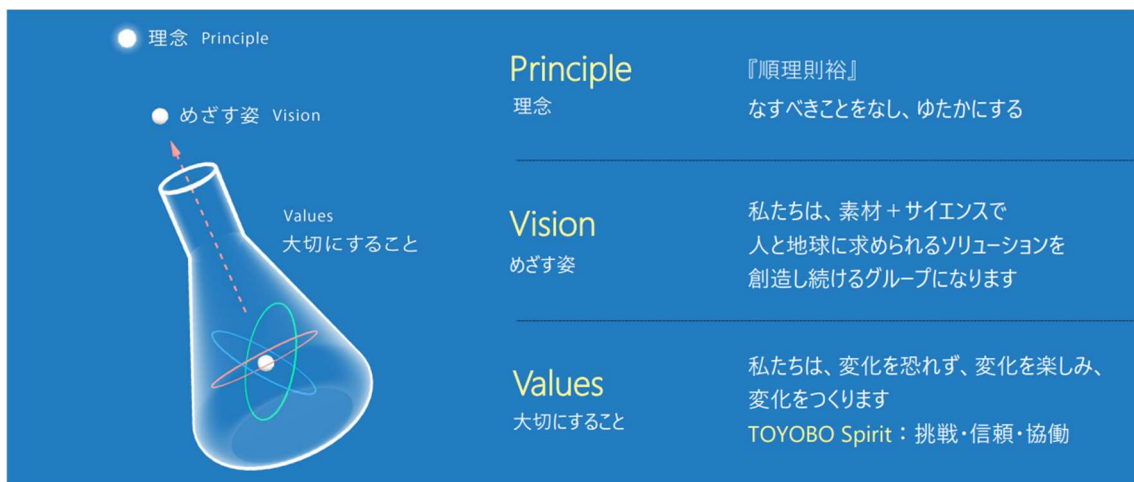 理念 Principle
めざす姿 Vision
Values
大切にすること
Principle
理念
『順理則裕』
なすべきことをなし、ゆたかにする
Vision
めざす姿
私たちは、素材＋サイエンスで
人と地球に求められるソリューションを
創造し続けるグループになります
Values
大切にすること
私たちは、変化を恐れず、変化を楽しみ、
変化をつくります
TOYOBO Spirit：挑戦・信頼・協働